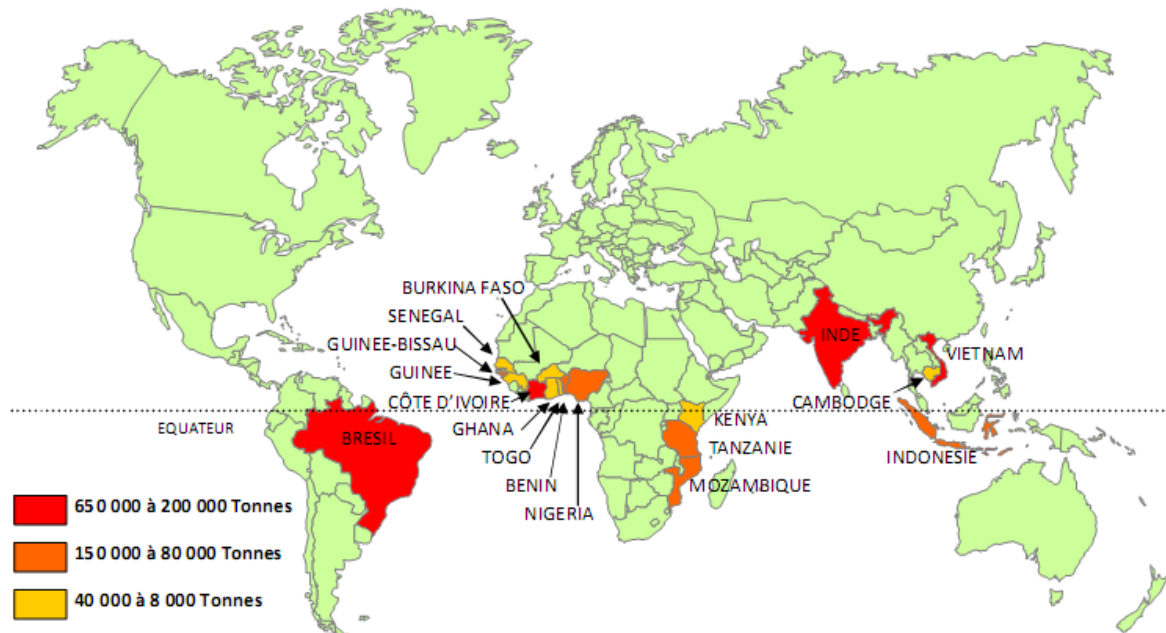 BURKINA FASO
SENEGAL
GUINEE-BISSAU
GUINEE
CÔTE D'IVOIRE
GHANA
TOGO
BENIN
NIGERIA
INDE
VIETNAM
CAMBODGE
KENYA
TANZANIE
MOZAMBIQUE
INDONESIE
EQUATEUR
BRESIL
650 000 à 200 000 Tonnes
150 000 à 80 000 Tonnes
40 000 à 8 000 Tonnes